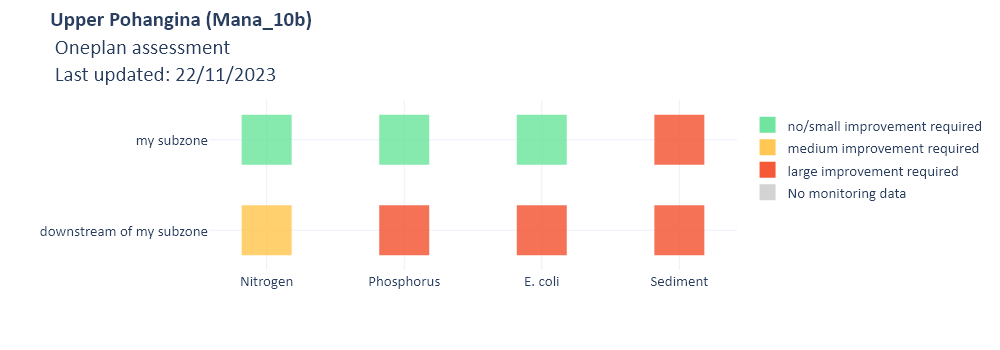 Upper Pohangina (Mana_10b)
Oneplan assessment
Last updated: 22/11/2023
my subzone
downstream of my subzone
Nitrogen
Phosphorus
E. coli
Sediment
no/small improvement required
medium improvement required
large improvement required
No monitoring data